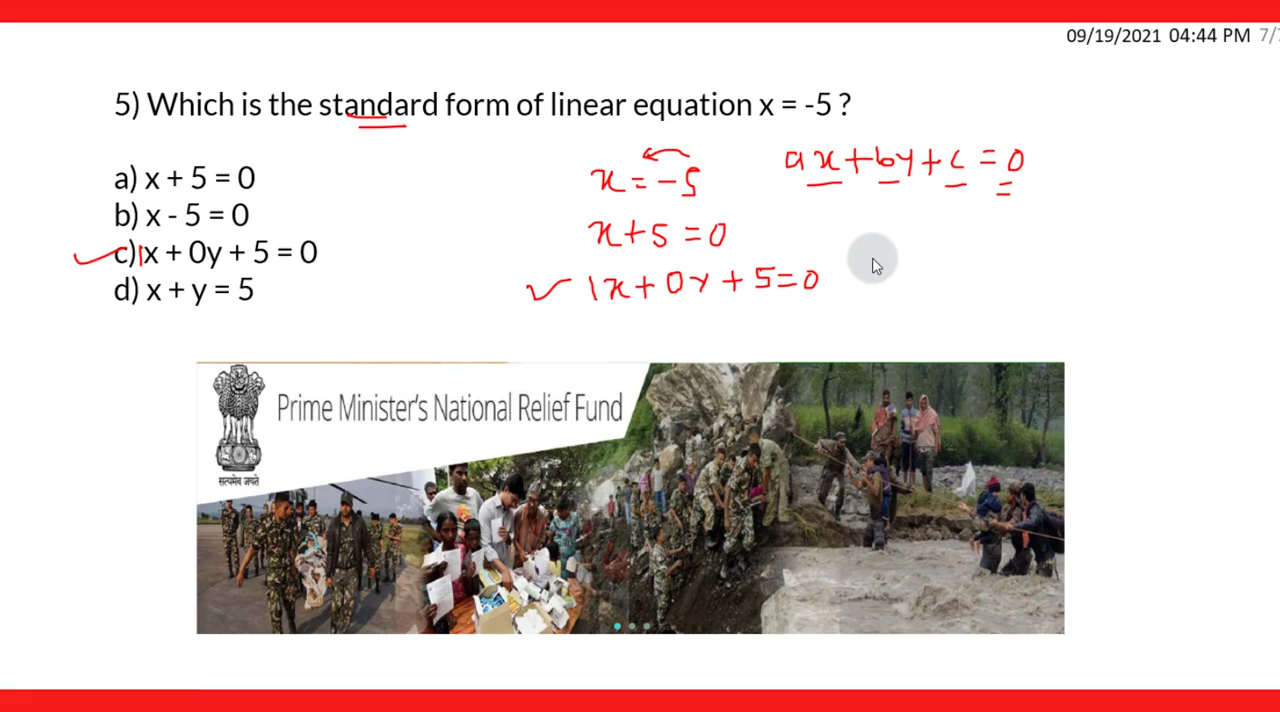 09/19/2021 04:44 PM 7/
5) Which is the standard form of linear equation x = -5 ?
a) x + 5 = 0
b) x - 5 = 0
c) 1x + 0y + 5 = 0
d) x + y = 5
x = -5
ax + by + c = 0
x + 5 = 0
1x + 0y + 5 = 0
Prime Minister's National Relief Fund
सत्यमेव जयते